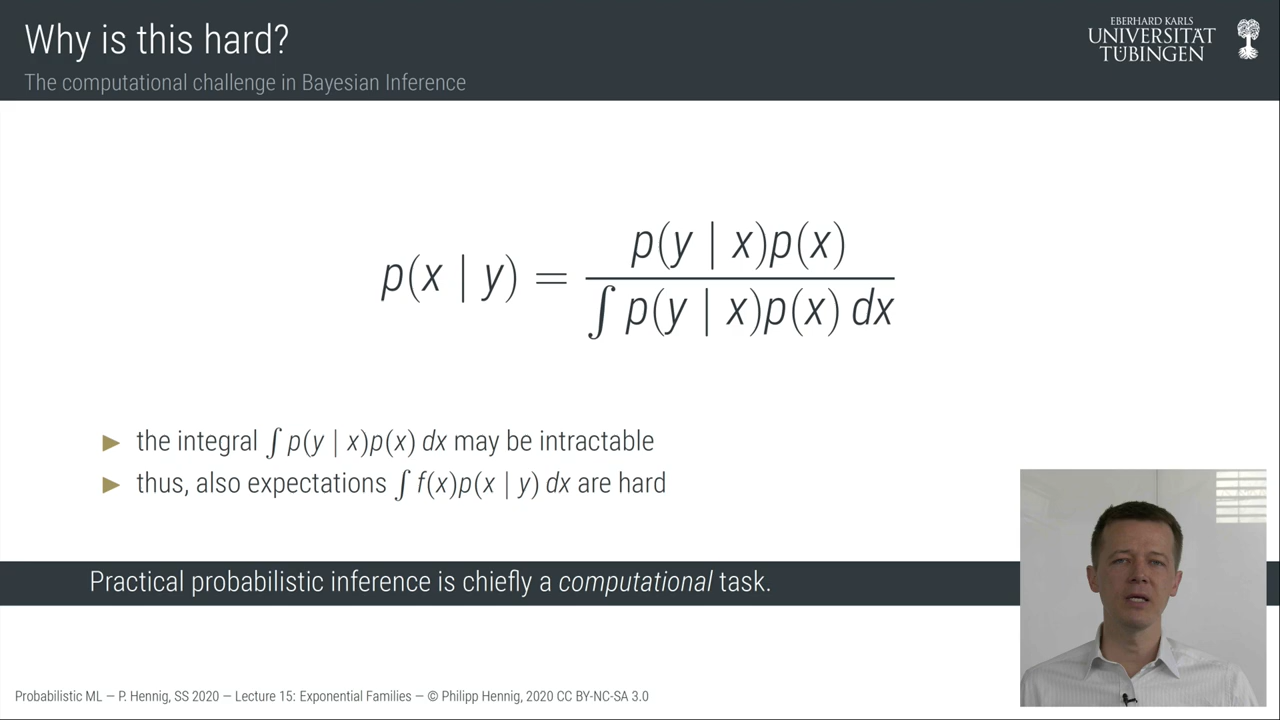 Why is this hard?
The computational challenge in Bayesian Inference
EBERHARD KARLS
UNIVERSITÄT
TÜBINGEN
p(x | y) = p(y | x)p(x) / ∫ p(y | x)p(x) dx
► the integral ∫ p(y | x)p(x) dx may be intractable
► thus, also expectations ∫ f(x)p(x | y) dx are hard
Practical probabilistic inference is chiefly a computational task.
Probabilistic ML — P. Hennig, SS 2020 — Lecture 15: Exponential Families — © Philipp Hennig, 2020 CC BY-NC-SA 3.0